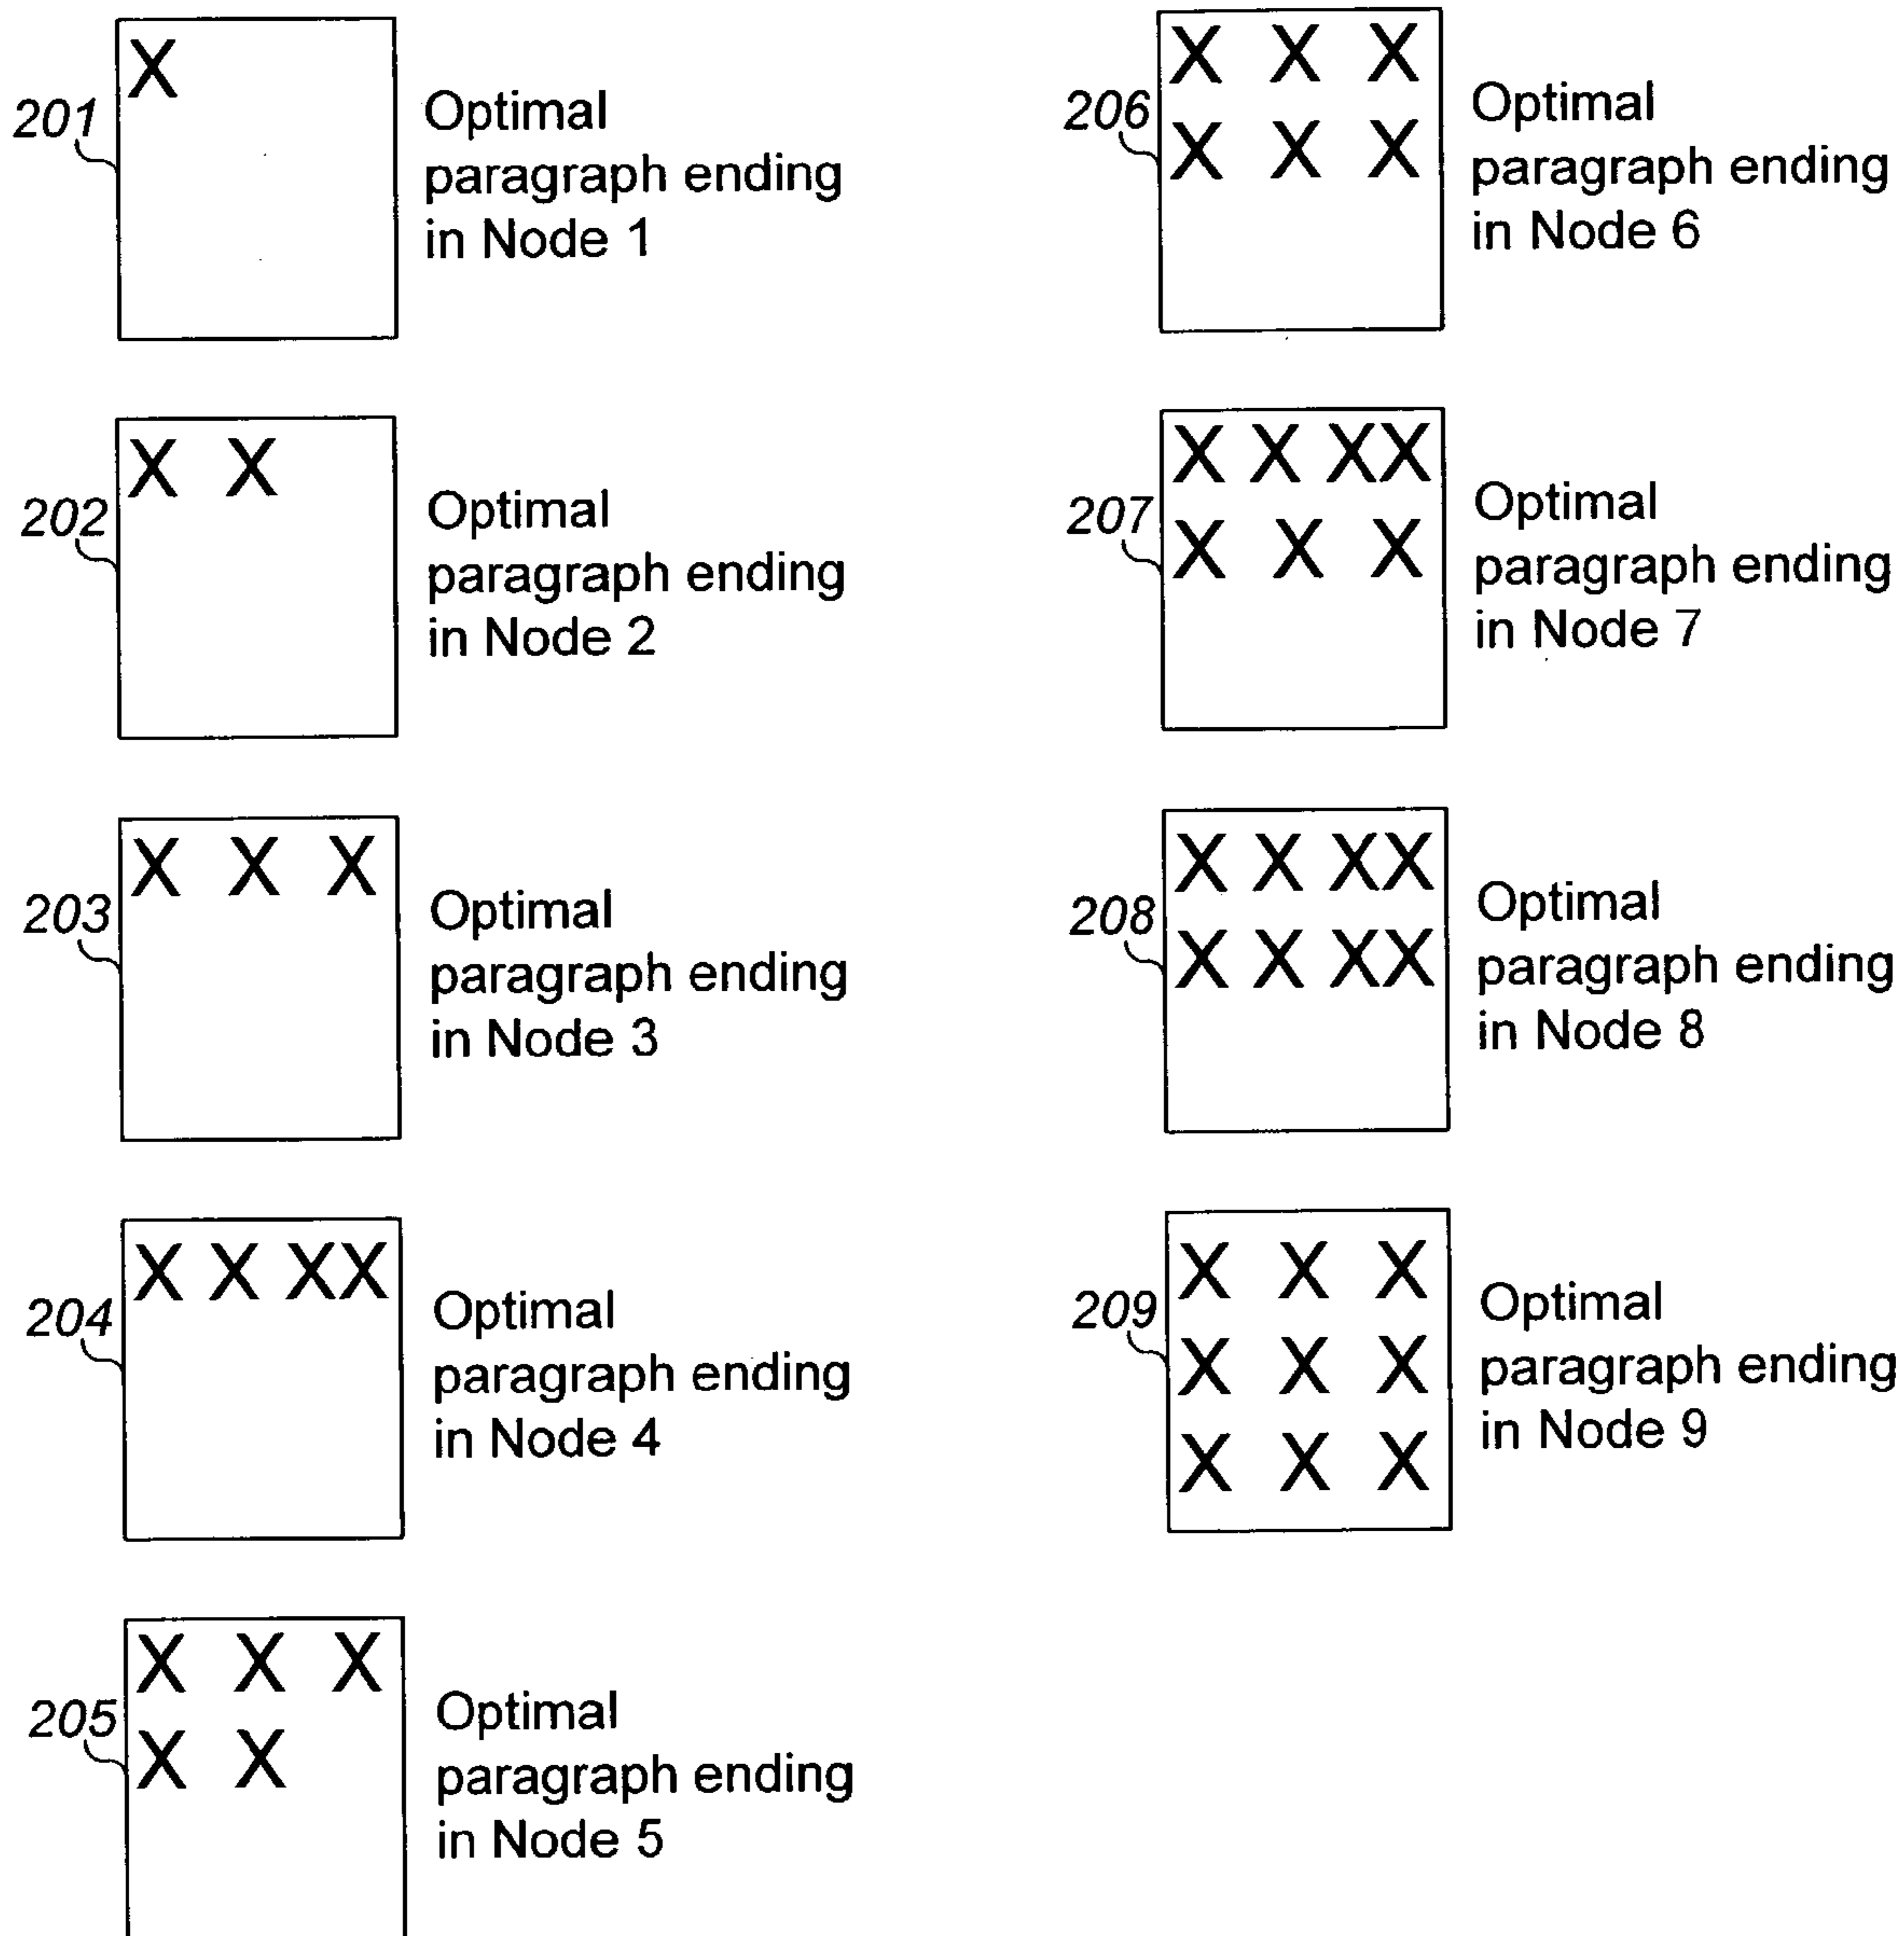 X
201
Optimal
paragraph ending
in Node 1
X X
202
Optimal
paragraph ending
in Node 2
X X X
203
Optimal
paragraph ending
in Node 3
X X XX
204
Optimal
paragraph ending
in Node 4
X X X
X X
205
Optimal
paragraph ending
in Node 5
X X X
X X X
206
Optimal
paragraph ending
in Node 6
X X XX
X X X
207
Optimal
paragraph ending
in Node 7
X X XX
X X XX
208
Optimal
paragraph ending
in Node 8
X X X
X X X
X X X
209
Optimal
paragraph ending
in Node 9